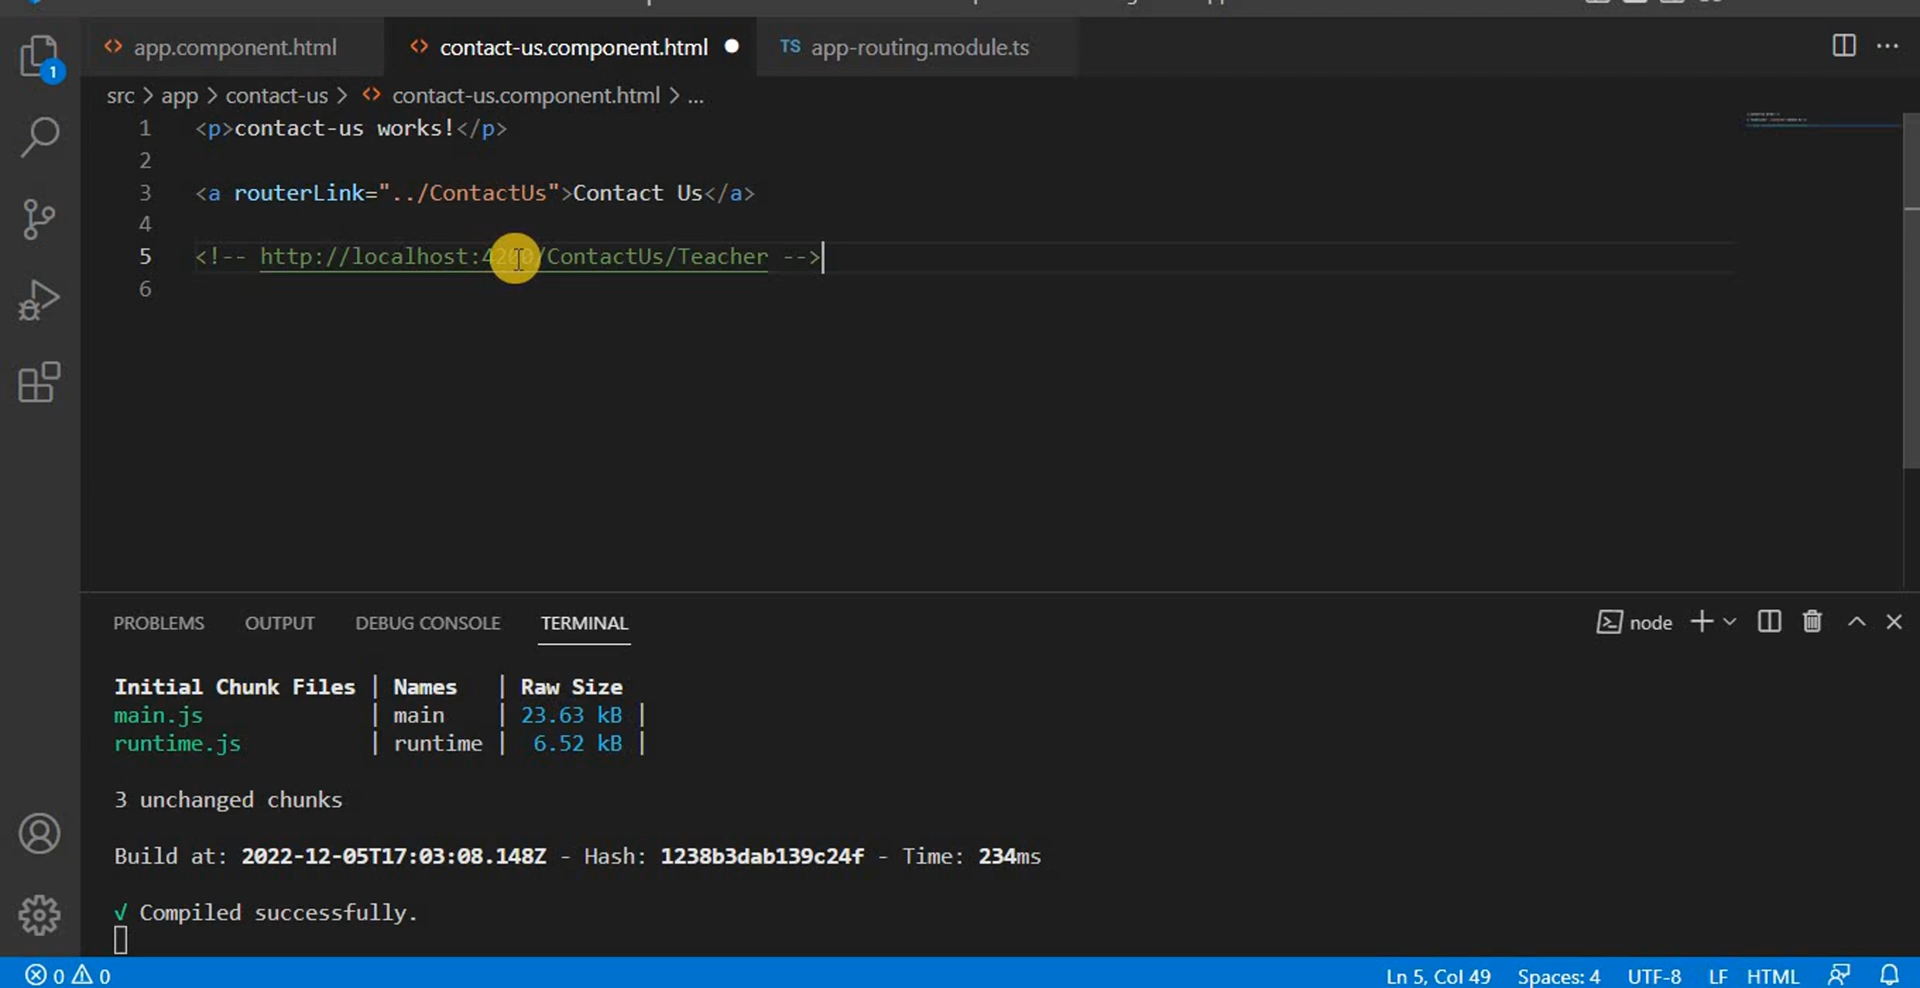 app.component.html
contact-us.component.html
TS app-routing.module.ts
1
src > app > contact-us > contact-us.component.html > ...
1 <p>contact-us works!</p>
2
3 <a routerLink="../ContactUs">Contact Us</a>
4
5 <!-- http://localhost:4200/ContactUs/Teacher -->
6
PROBLEMS OUTPUT DEBUG CONSOLE TERMINAL
node
Initial Chunk Files | Names | Raw Size
main.js | main | 23.63 kB |
runtime.js | runtime | 6.52 kB |
3 unchanged chunks
Build at: 2022-12-05T17:03:08.148Z - Hash: 1238b3dab139c24f - Time: 234ms
√ Compiled successfully.
0 0
Ln 5, Col 49 Spaces: 4 UTF-8 LF HTML